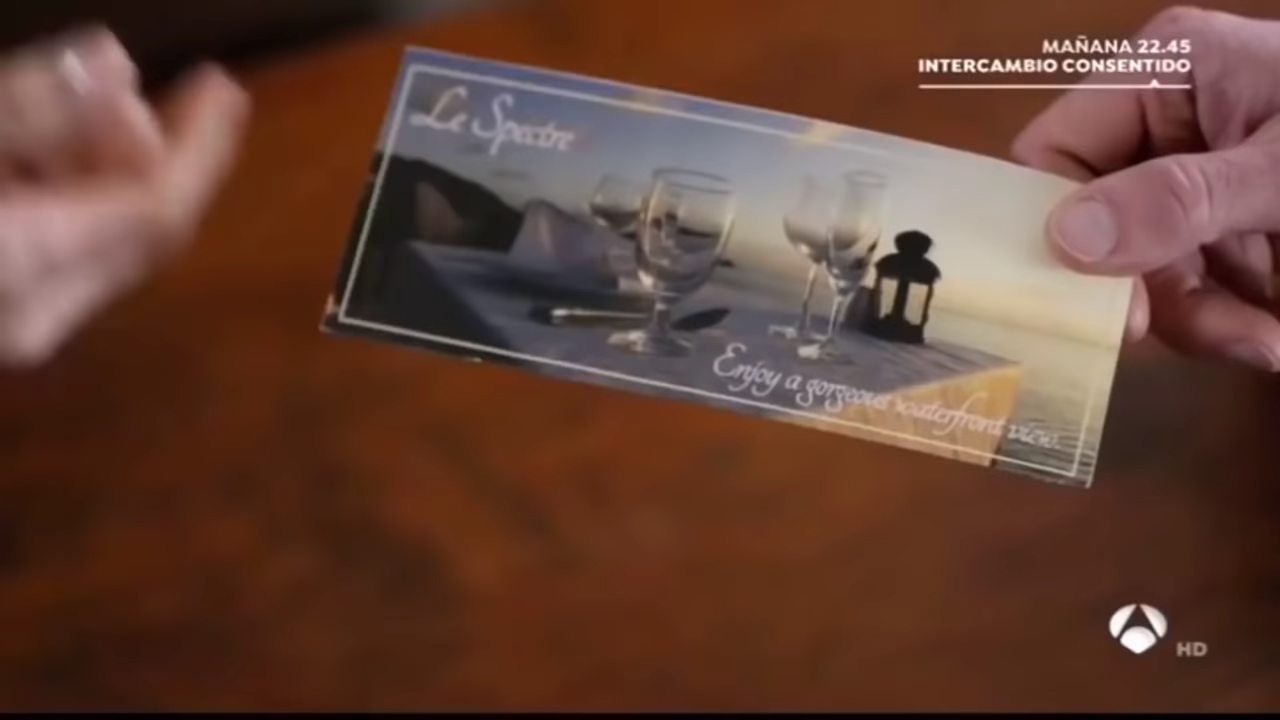 MAÑANA 22.45
INTERCAMBIO CONSENTIDO
Le Spectre
Enjoy a gorgeous waterfront view.
HD